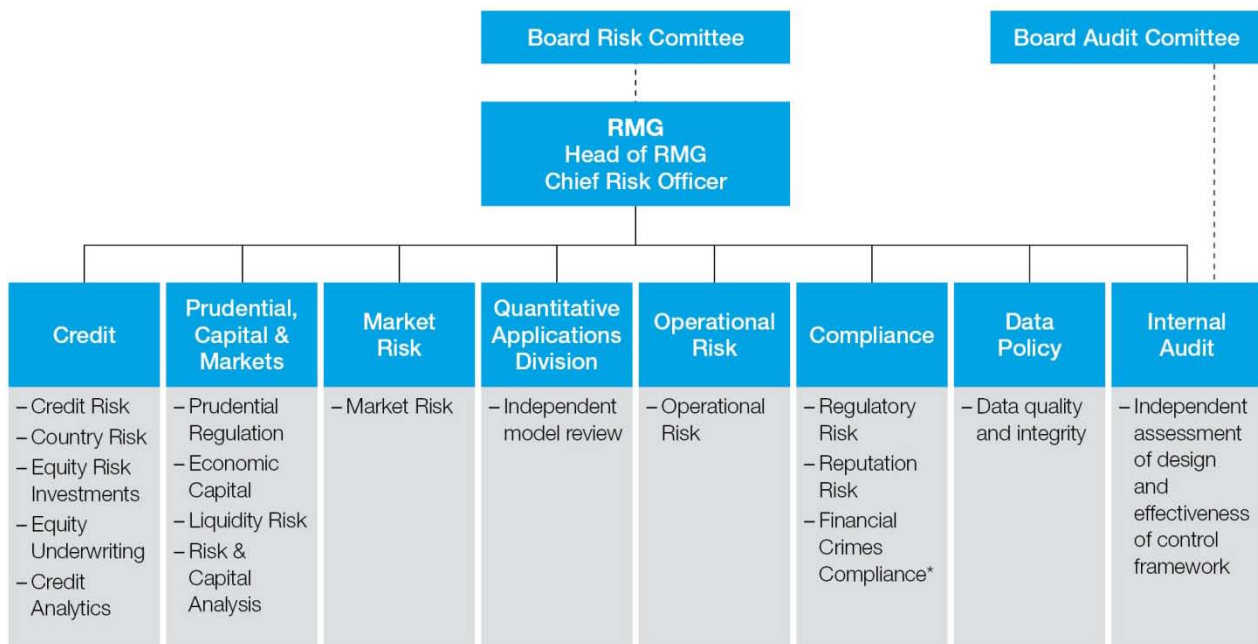 Board Risk Comittee
Board Audit Comittee
RMG
Head of RMG
Chief Risk Officer
Credit
– Credit Risk
– Country Risk
– Equity Risk
Investments
– Equity
Underwriting
– Credit
Analytics
Prudential,
Capital &
Markets
– Prudential
Regulation
– Economic
Capital
– Liquidity Risk
– Risk &
Capital
Analysis
Market
Risk
– Market Risk
Quantitative
Applications
Division
– Independent
model review
Operational
Risk
– Operational
Risk
Compliance
– Regulatory
Risk
– Reputation
Risk
– Financial
Crimes
Compliance*
Data
Policy
– Data quality
and integrity
Internal
Audit
– Independent
assessment
of design
and
effectiveness
of control
framework